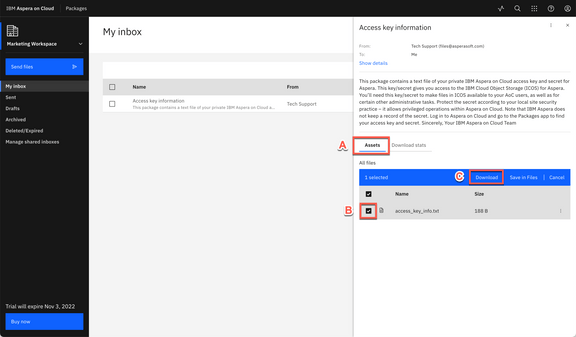 IBM Aspera on Cloud
Packages
Marketing Workspace
Send files
My inbox
Sent
Drafts
Archived
Deleted/Expired
Manage shared inboxes
Trial will expire Nov 3, 2022
Buy now
My inbox
Name
From
Access key information
This package contains a text file of your private IBM Aspera on Cloud a...
Tech Support
Access key information
From:
Tech Support (files@asperasoft.com)
To:
Me
Show details
This package contains a text file of your private IBM Aspera on Cloud access key and secret for
Aspera. This key/secret gives you access to the IBM Cloud Object Storage (ICOS) for Aspera.
You'll need this key/secret to make files in ICOS available to your AoC users, as well as for
certain other administrative tasks. Protect the secret according to your local site security
practice – it allows privileged operations within Aspera on Cloud. Note that IBM Aspera does
not keep a record of the secret. Log in to Aspera on Cloud and go to the Packages app to find
your access key and secret. Sincerely, Your IBM Aspera on Cloud Team
A
Assets
Download stats
All files
1 selected
C
Download
Save in Files
Cancel
Name
Size
B
access_key_info.txt
188 B